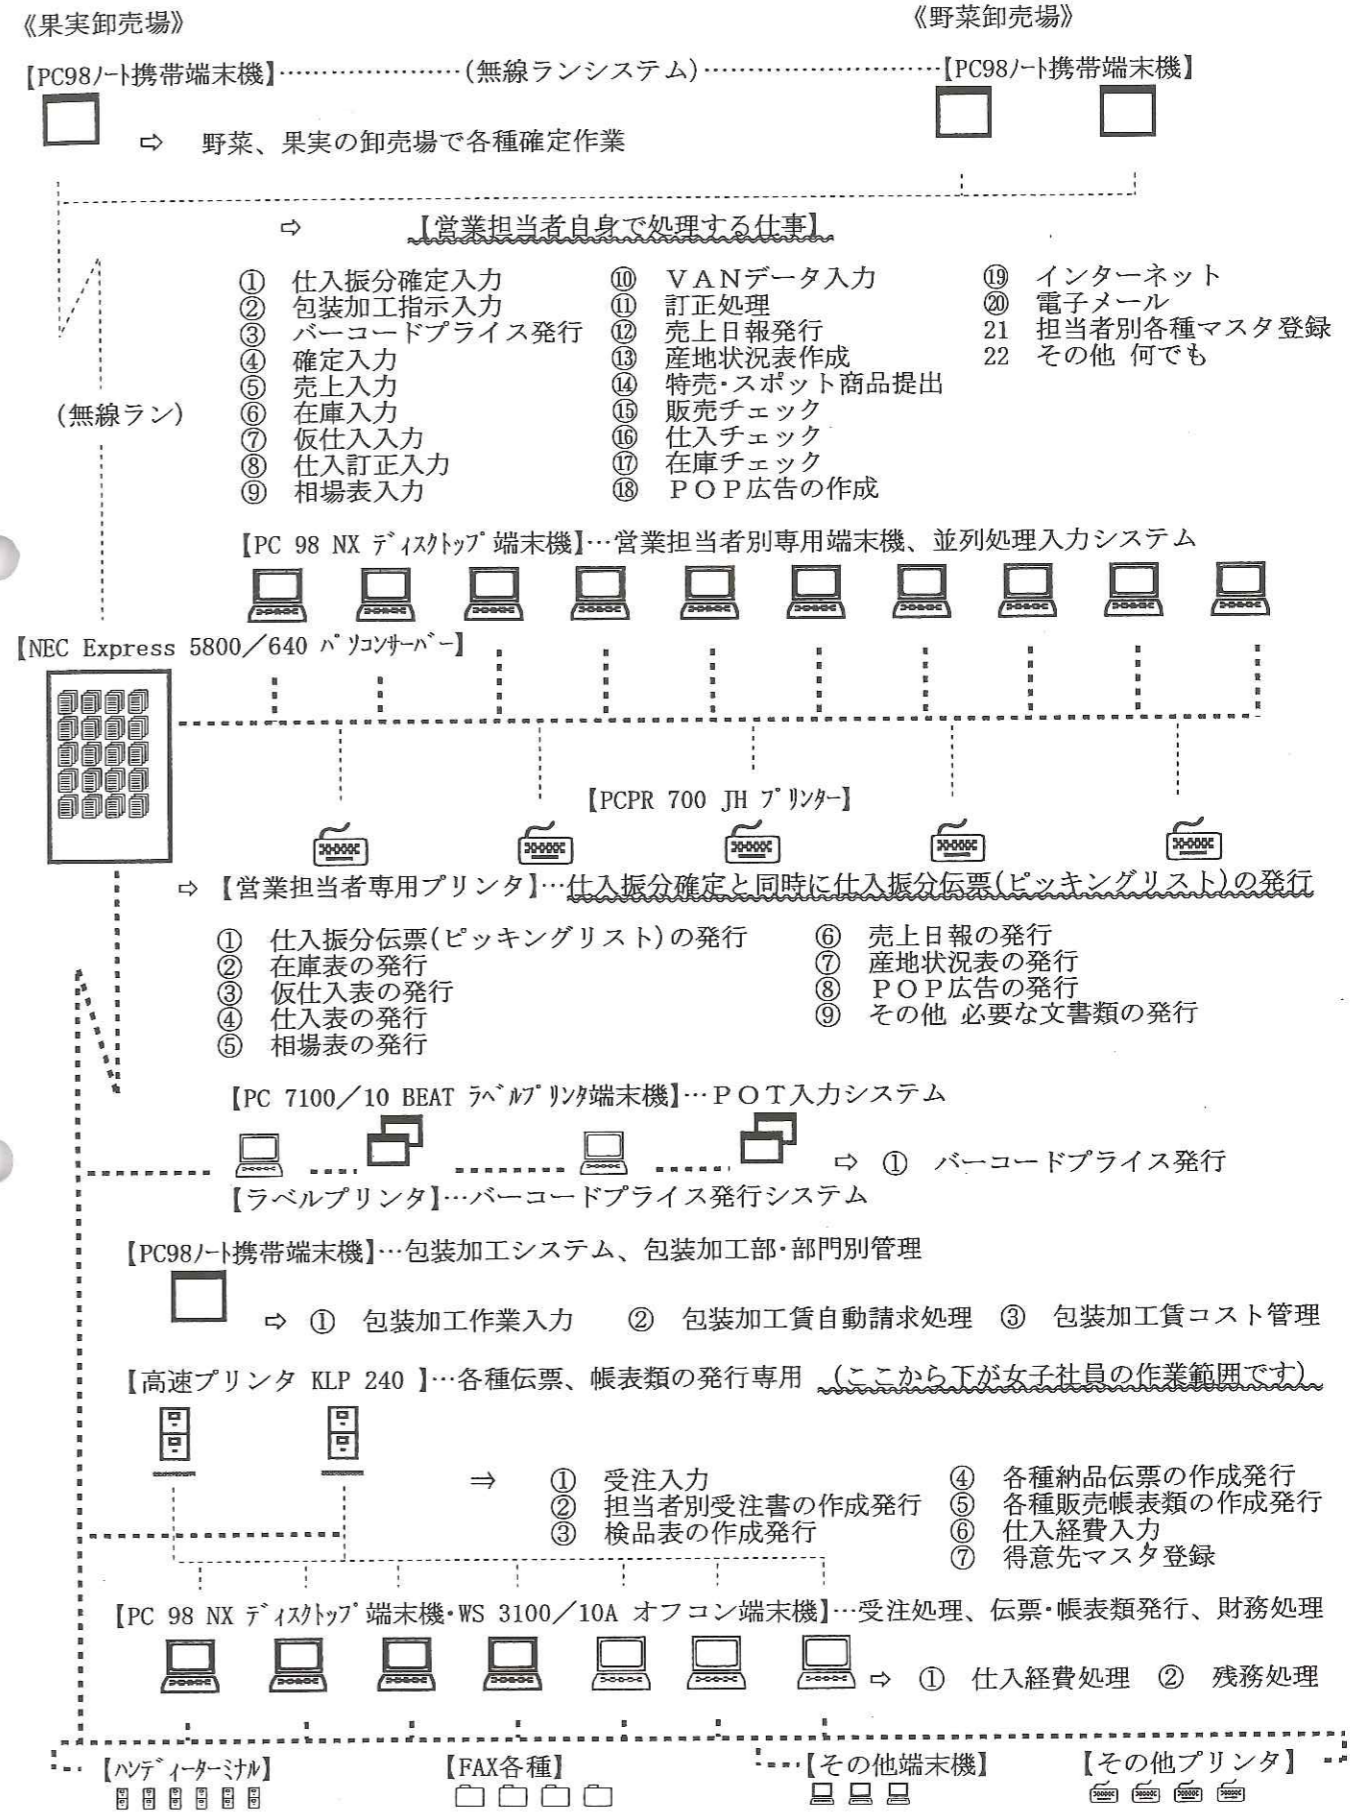 《果実卸売場》
《野菜卸売場》
【PC98ノート携帯端末機】…………………(無線ランシステム)………………………【PC98ノート携帯端末機】
⇨ 野菜、果実の卸売場で各種確定作業
⇨ 【営業担当者自身で処理する仕事】
① 仕入振分確定入力
② 包装加工指示入力
③ バーコードプライス発行
④ 確定入力
⑤ 売上入力
⑥ 在庫入力
⑦ 仮仕入入力
⑧ 仕入訂正入力
⑨ 相場表入力
⑩ VANデータ入力
⑪ 訂正処理
⑫ 売上日報発行
⑬ 産地状況表作成
⑭ 特売・スポット商品提出
⑮ 販売チェック
⑯ 仕入チェック
⑰ 在庫チェック
⑱ POP広告の作成
⑲ インターネット
⑳ 電子メール
21 担当者別各種マスタ登録
22 その他 何でも
(無線ラン)
【PC 98 NX ディスクトップ端末機】…営業担当者別専用端末機、並列処理入力システム
【NEC Express 5800／640 パソコンサーバー】
【PCPR 700 JH プリンター】
⇨ 【営業担当者専用プリンタ】…仕入振分確定と同時に仕入振分伝票(ピッキングリスト)の発行
① 仕入振分伝票(ピッキングリスト)の発行
② 在庫表の発行
③ 仮仕入表の発行
④ 仕入表の発行
⑤ 相場表の発行
⑥ 売上日報の発行
⑦ 産地状況表の発行
⑧ POP広告の発行
⑨ その他 必要な文書類の発行
【PC 7100／10 BEAT ラベルプリンタ端末機】…POT入力システム
⇨ ① バーコードプライス発行
【ラベルプリンタ】…バーコードプライス発行システム
【PC98ノート携帯端末機】…包装加工システム、包装加工部・部門別管理
⇨ ① 包装加工作業入力 ② 包装加工賃自動請求処理 ③ 包装加工賃コスト管理
【高速プリンタ KLP 240 】…各種伝票、帳表類の発行専用 (ここから下が女子社員の作業範囲です)
⇒ ① 受注入力
② 担当者別受注書の作成発行
③ 検品表の作成発行
④ 各種納品伝票の作成発行
⑤ 各種販売帳表類の作成発行
⑥ 仕入経費入力
⑦ 得意先マスタ登録
【PC 98 NX ディスクトップ端末機・WS 3100／10A オフコン端末機】…受注処理、伝票・帳表類発行、財務処理
⇨ ① 仕入経費処理 ② 残務処理
【ハンディーターミナル】
【FAX各種】
【その他端末機】
【その他プリンタ】